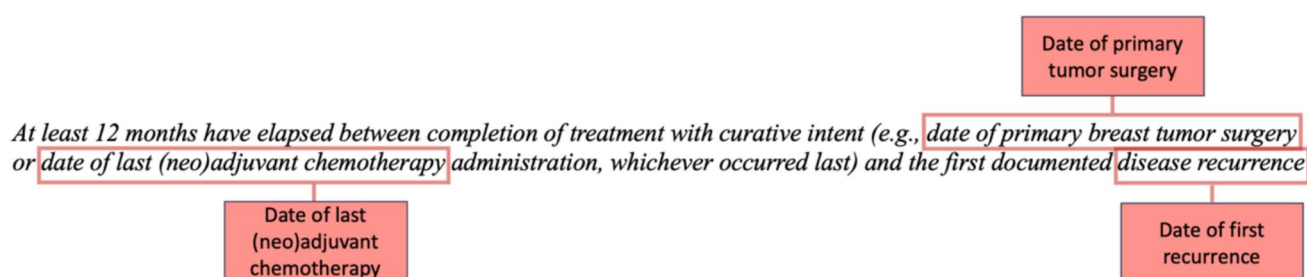 Date of primary
tumor surgery
At least 12 months have elapsed between completion of treatment with curative intent (e.g., date of primary breast tumor surgery
or date of last (neo)adjuvant chemotherapy administration, whichever occurred last) and the first documented disease recurrence
Date of last
(neo)adjuvant
chemotherapy
Date of first
recurrence